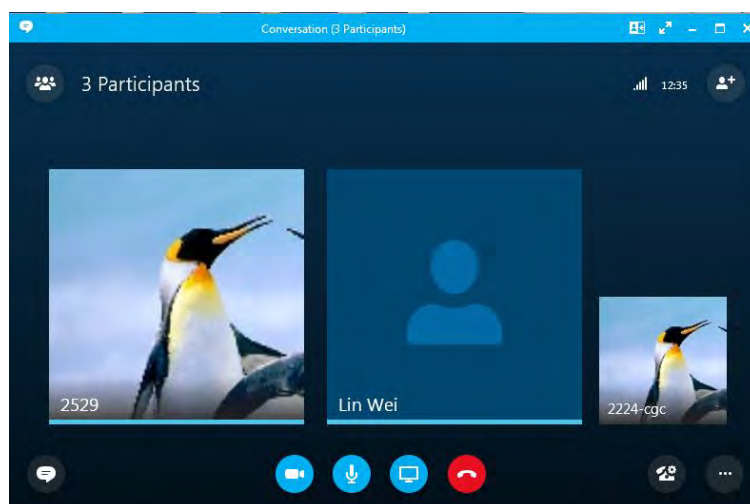 Conversation (3 Participants)
3 Participants
12:35
2529
Lin Wei
2224-cgc